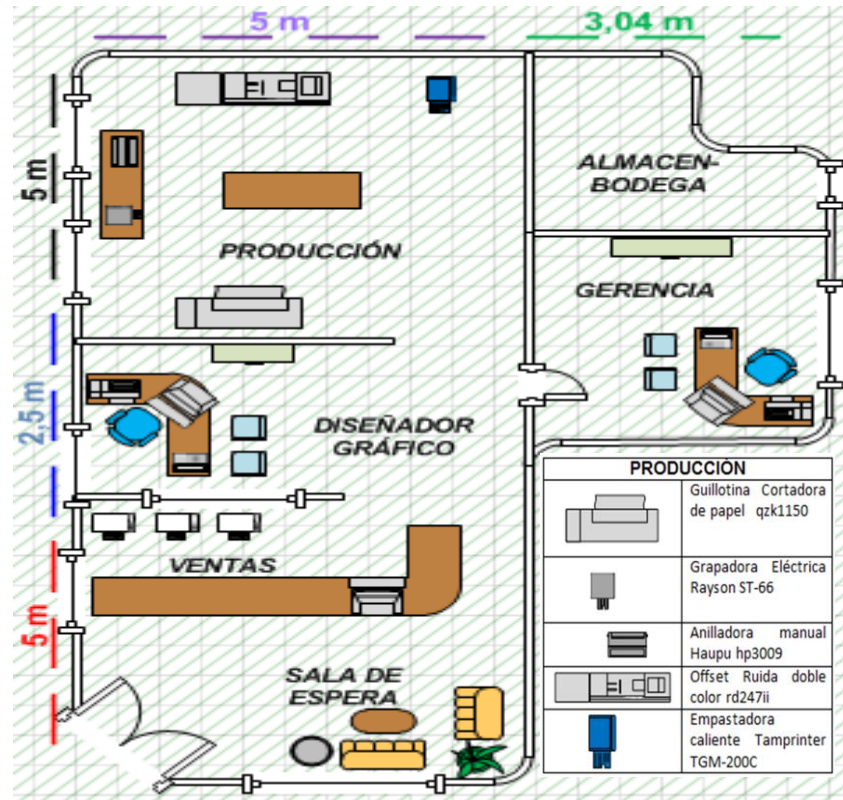 5 m
3,04 m
5 m
ALMACEN-
BODEGA
PRODUCCIÓN
GERENCIA
2,5 m
DISEÑADOR
GRÁFICO
VENTAS
5 m
SALA DE
ESPERA
PRODUCCIÓN
Guillotina Cortadora
de papel qzk1150
Grapadora Eléctrica
Rayson ST-66
Anilladora manual
Haupu hp3009
Offset Ruida doble
color rd247ii
Empastadora
caliente Tamprinter
TGM-200C